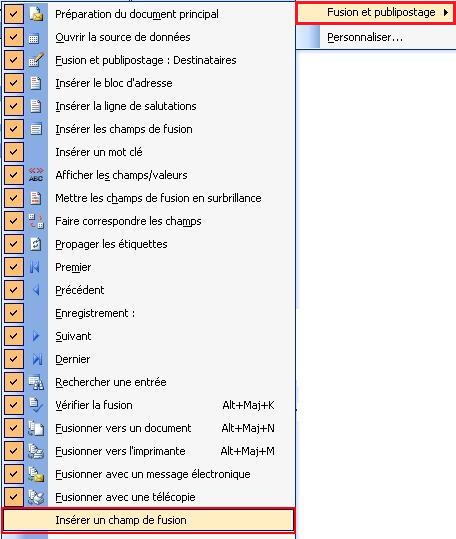 Préparation du document principal
Fusion et publipostage
Ouvrir la source de données
Personnaliser...
Fusion et publipostage : Destinataires
Insérer le bloc d'adresse
Insérer la ligne de salutations
Insérer les champs de fusion
Insérer un mot clé
ABC Afficher les champs/valeurs
Mettre les champs de fusion en surbrillance
Faire correspondre les champs
Propager les étiquettes
Premier
Précédent
Enregistrement :
Suivant
Dernier
Rechercher une entrée
Vérifier la fusion Alt+Maj+K
Fusionner vers un document Alt+Maj+N
Fusionner vers l'imprimante Alt+Maj+M
Fusionner avec un message électronique
Fusionner avec une télécopie
Insérer un champ de fusion